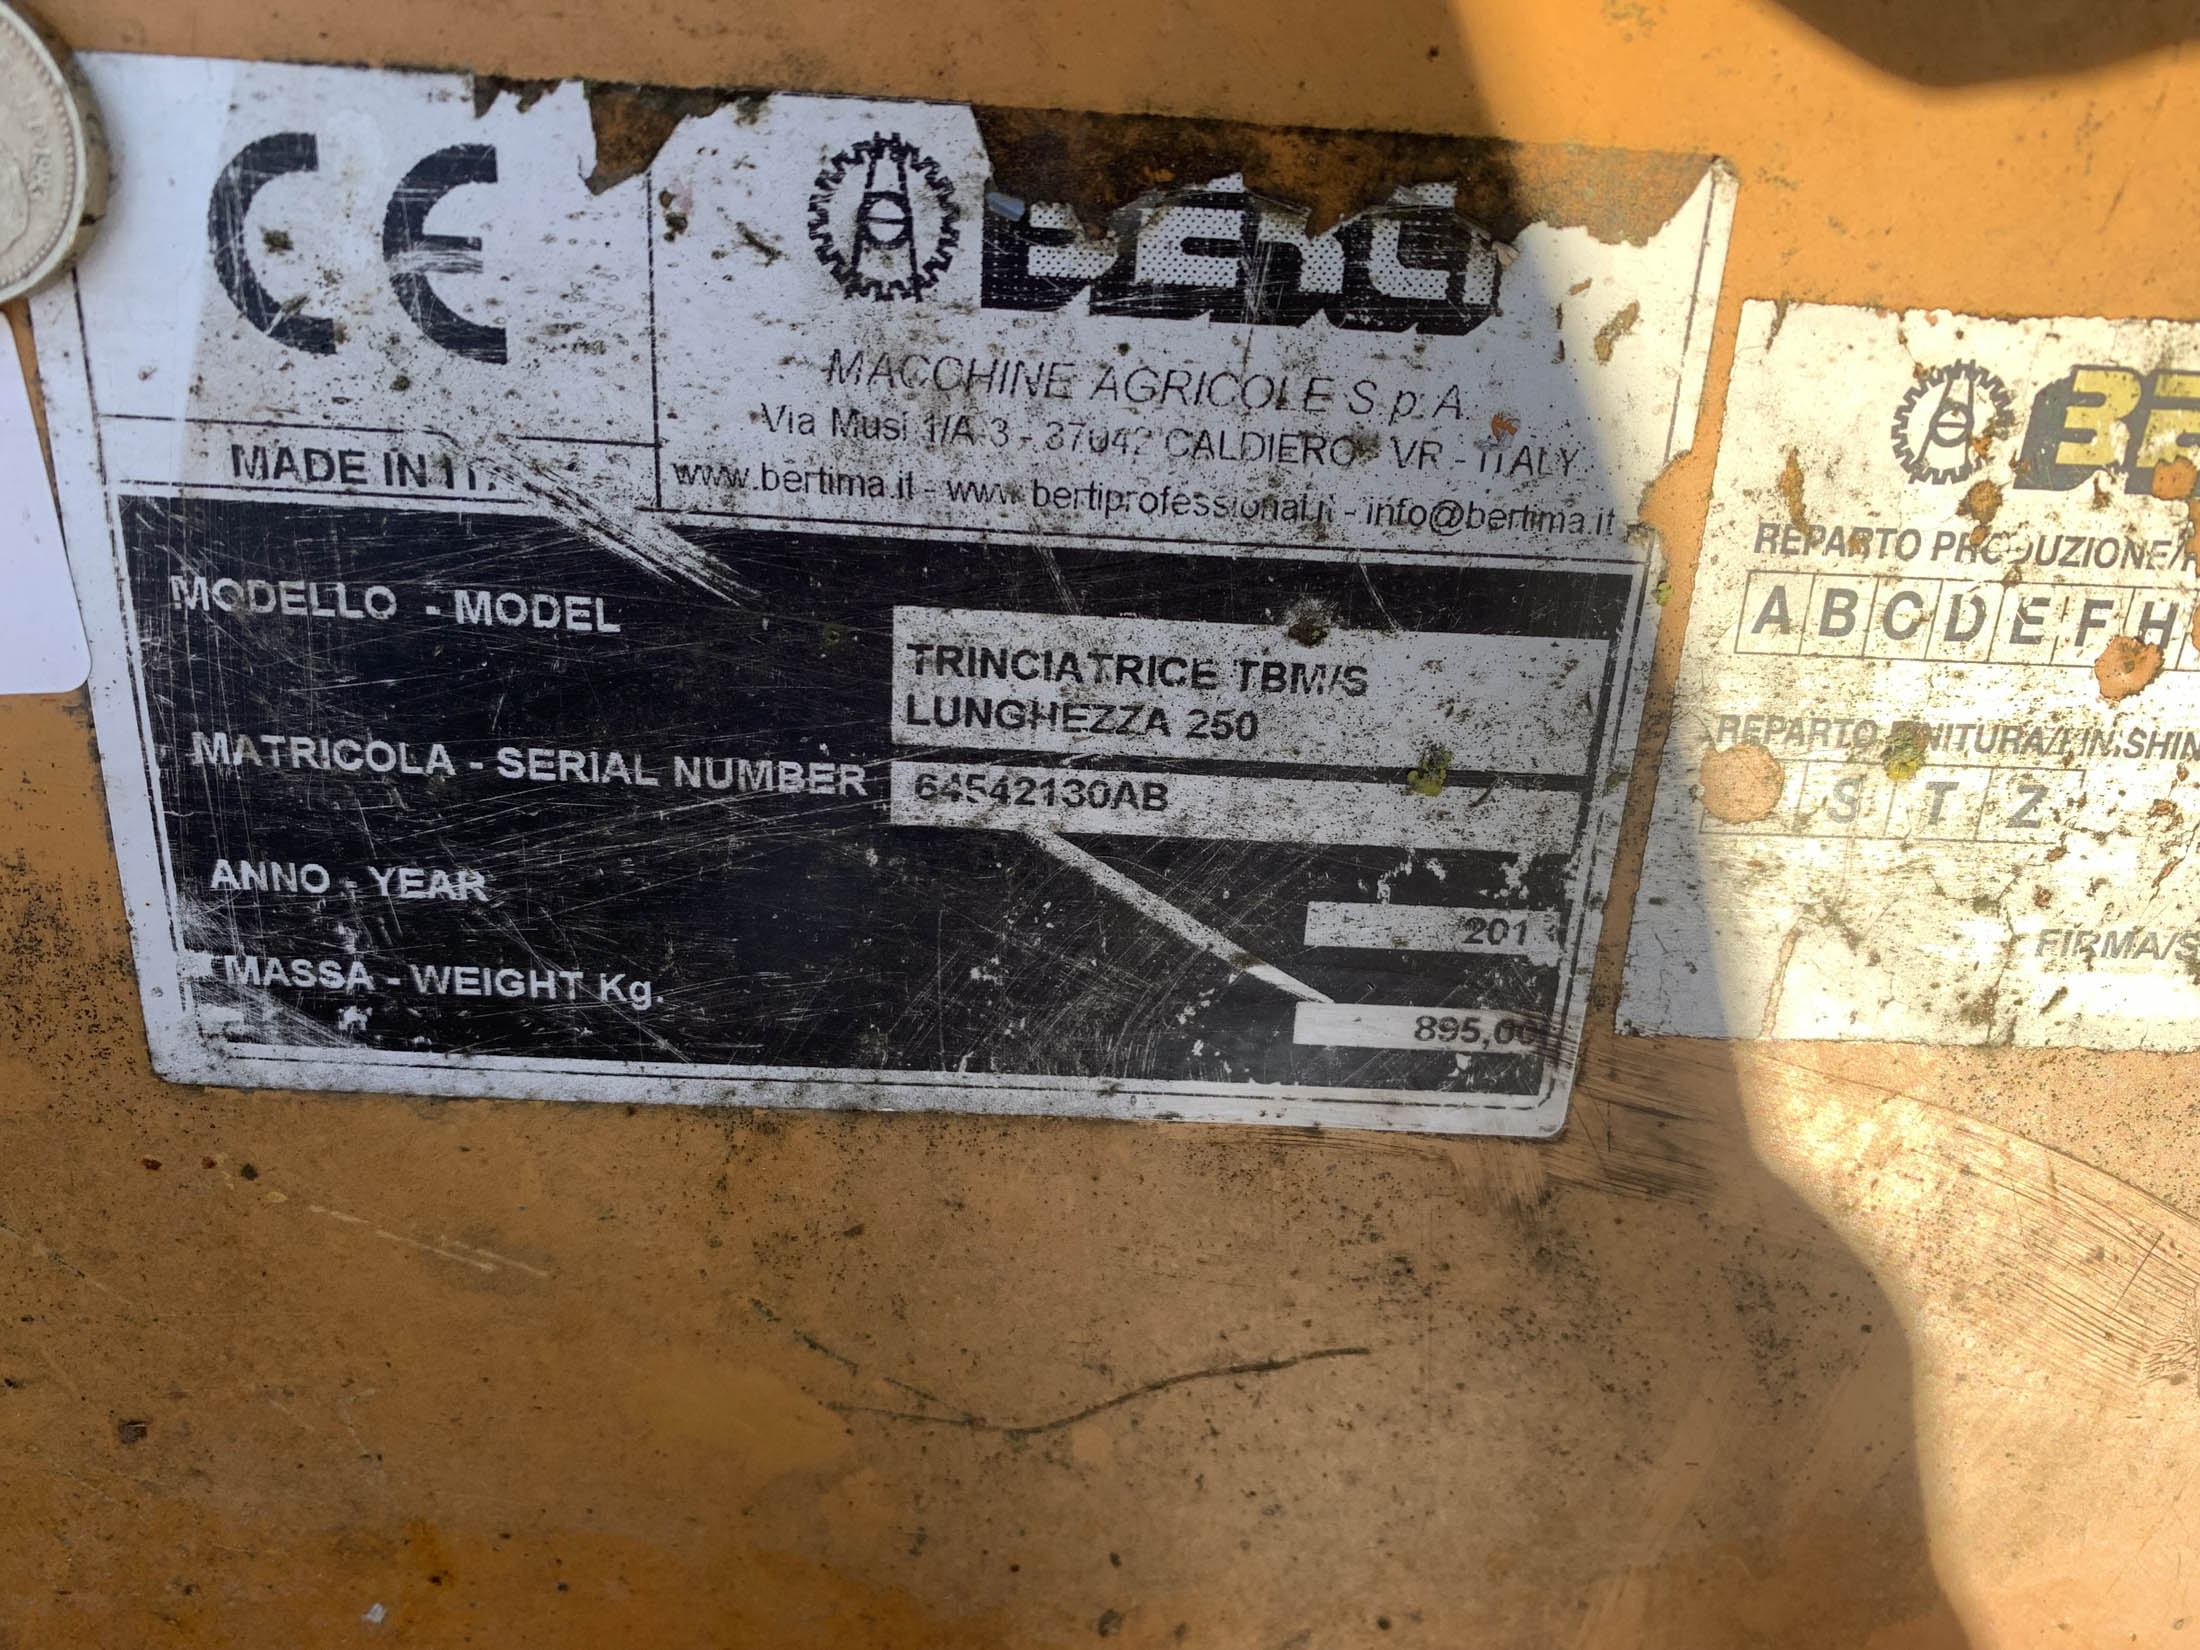 CE
BERTI
MACCHINE AGRICOLE S.p.A.
Via Musi 1/A-3 - 37042 CALDIERO - VR - ITALY
www.bertima.it - www.bertiprofessional.it - info@bertima.it
MADE IN
MODELLO - MODEL
TRINCIATRICE TBM/S
LUNGHEZZA 250
MATRICOLA - SERIAL NUMBER
64542130AB
ANNO - YEAR
201
MASSA - WEIGHT Kg.
895,00
REPARTO PRODUZIONE/
A B C D E F H
REPARTO FINITURA/FINISHIN
S T Z
FIRMA/S